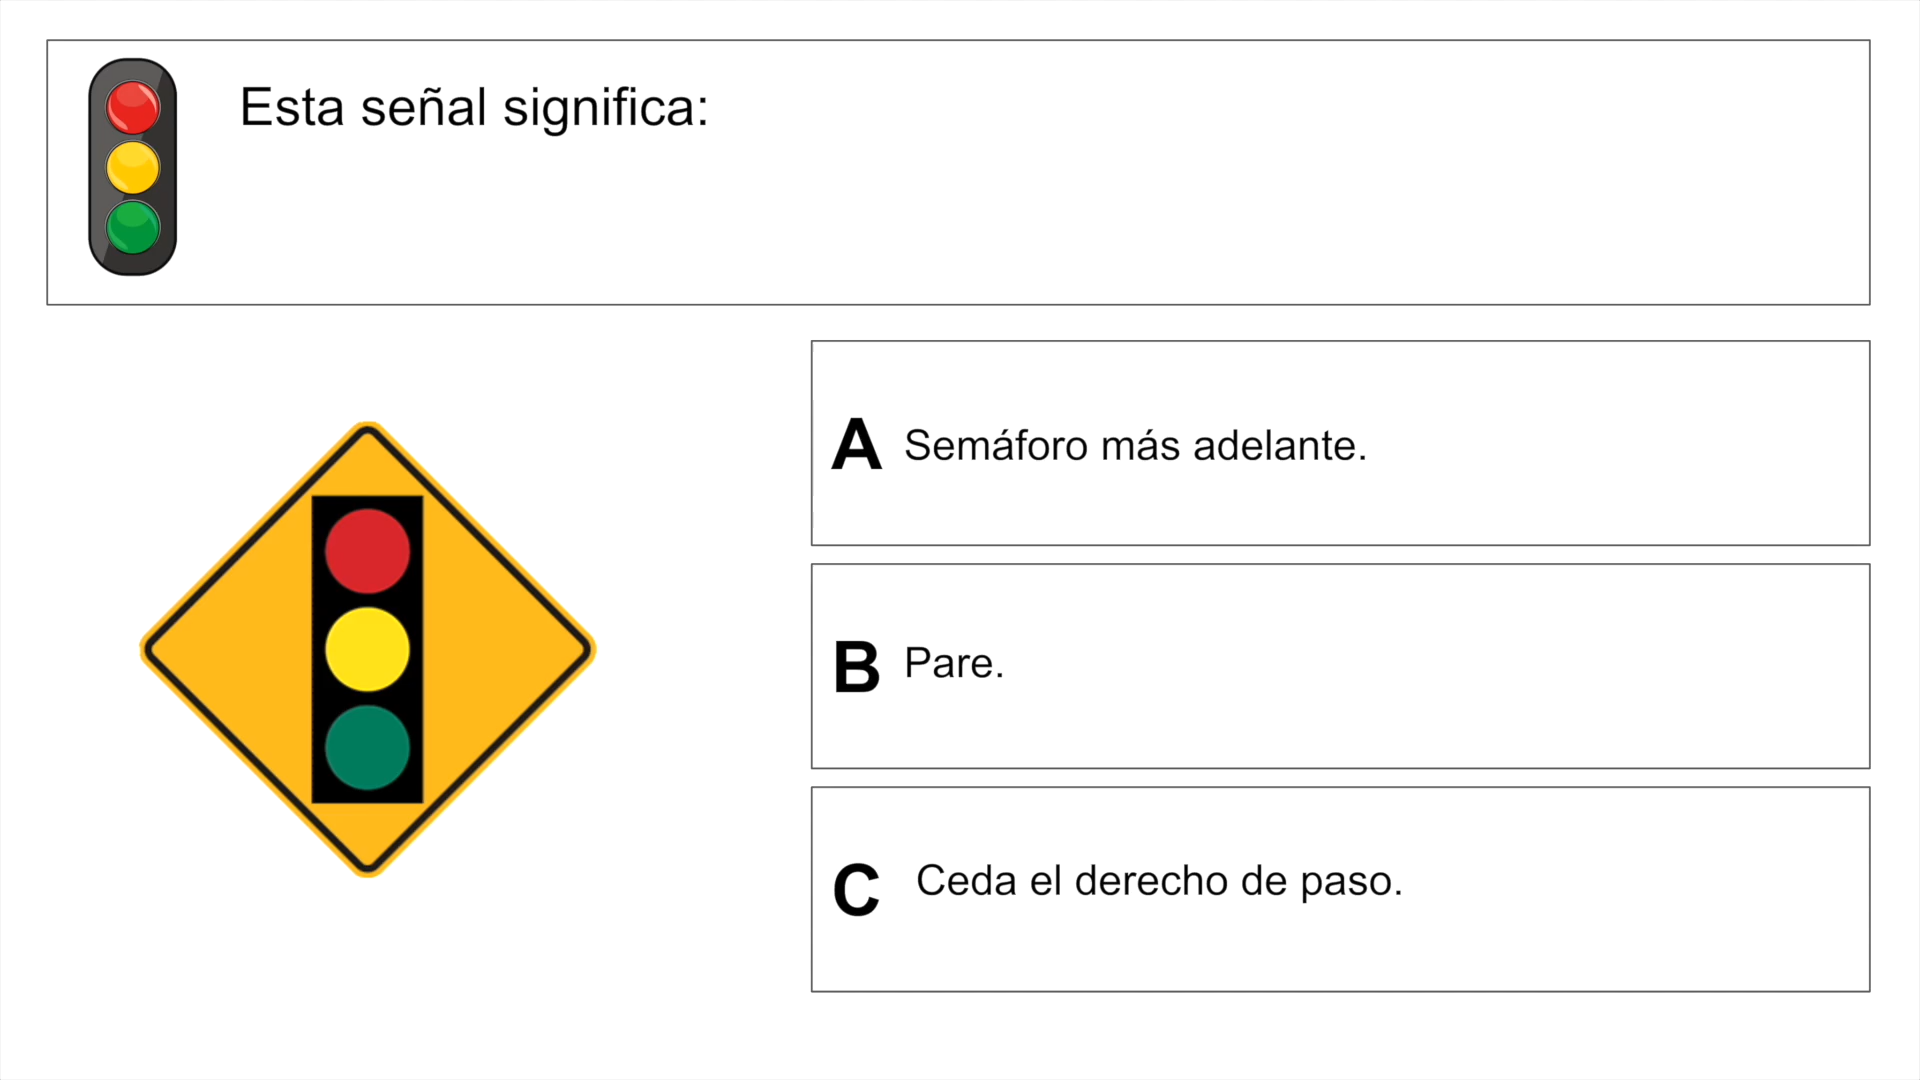 Esta señal significa:
A Semáforo más adelante.
B Pare.
C Ceda el derecho de paso.